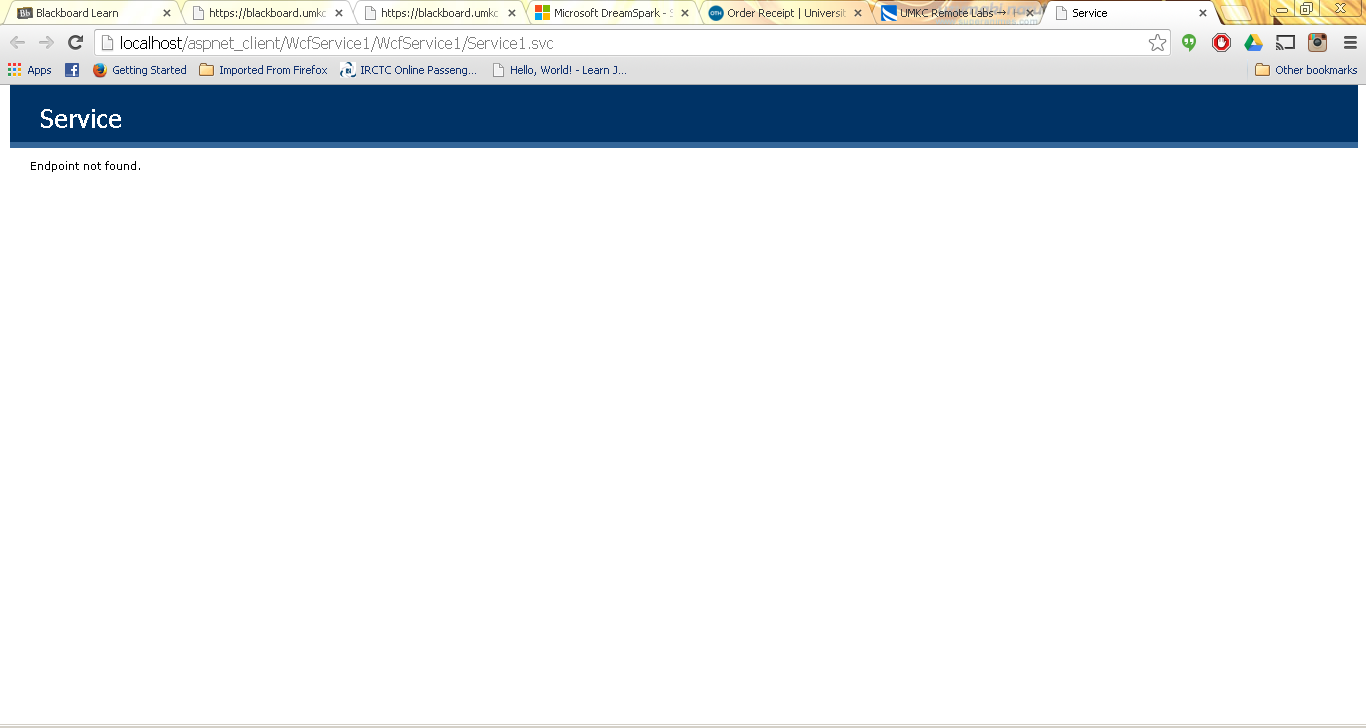 Blackboard Learn
https://blackboard.umkc
https://blackboard.umkc
Microsoft DreamSpark - S
Order Receipt | Universit
UMKC Remote Labs →
Service
localhost/aspnet_client/WcfService1/WcfService1/Service1.svc
Apps
Getting Started
Imported From Firefox
IRCTC Online Passeng...
Hello, World! - Learn J...
Other bookmarks
Service
Endpoint not found.